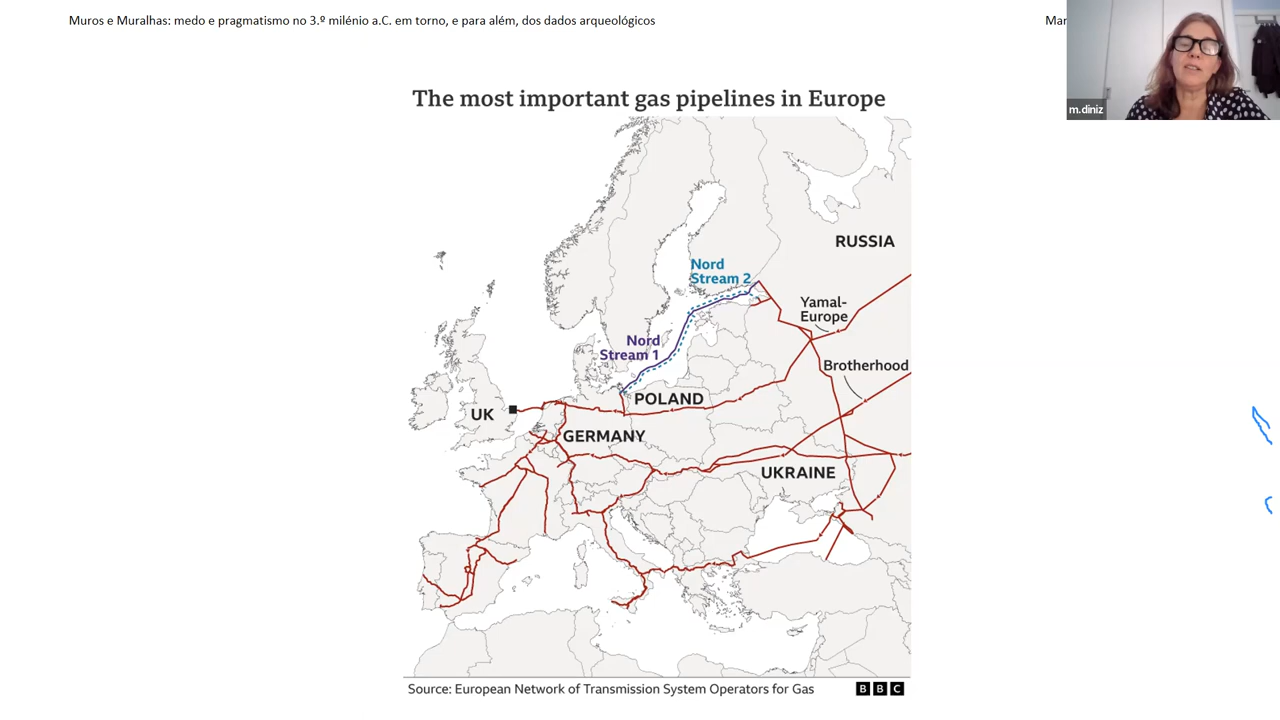 Muros e Muralhas: medo e pragmatismo no 3.º milénio a.C. em torno, e para além, dos dados arqueológicos
Mar
m.diniz
The most important gas pipelines in Europe
RUSSIA
Nord
Stream 2
Yamal-
Europe
Nord
Stream 1
Brotherhood
POLAND
UK
GERMANY
UKRAINE
Source: European Network of Transmission System Operators for Gas
BBC